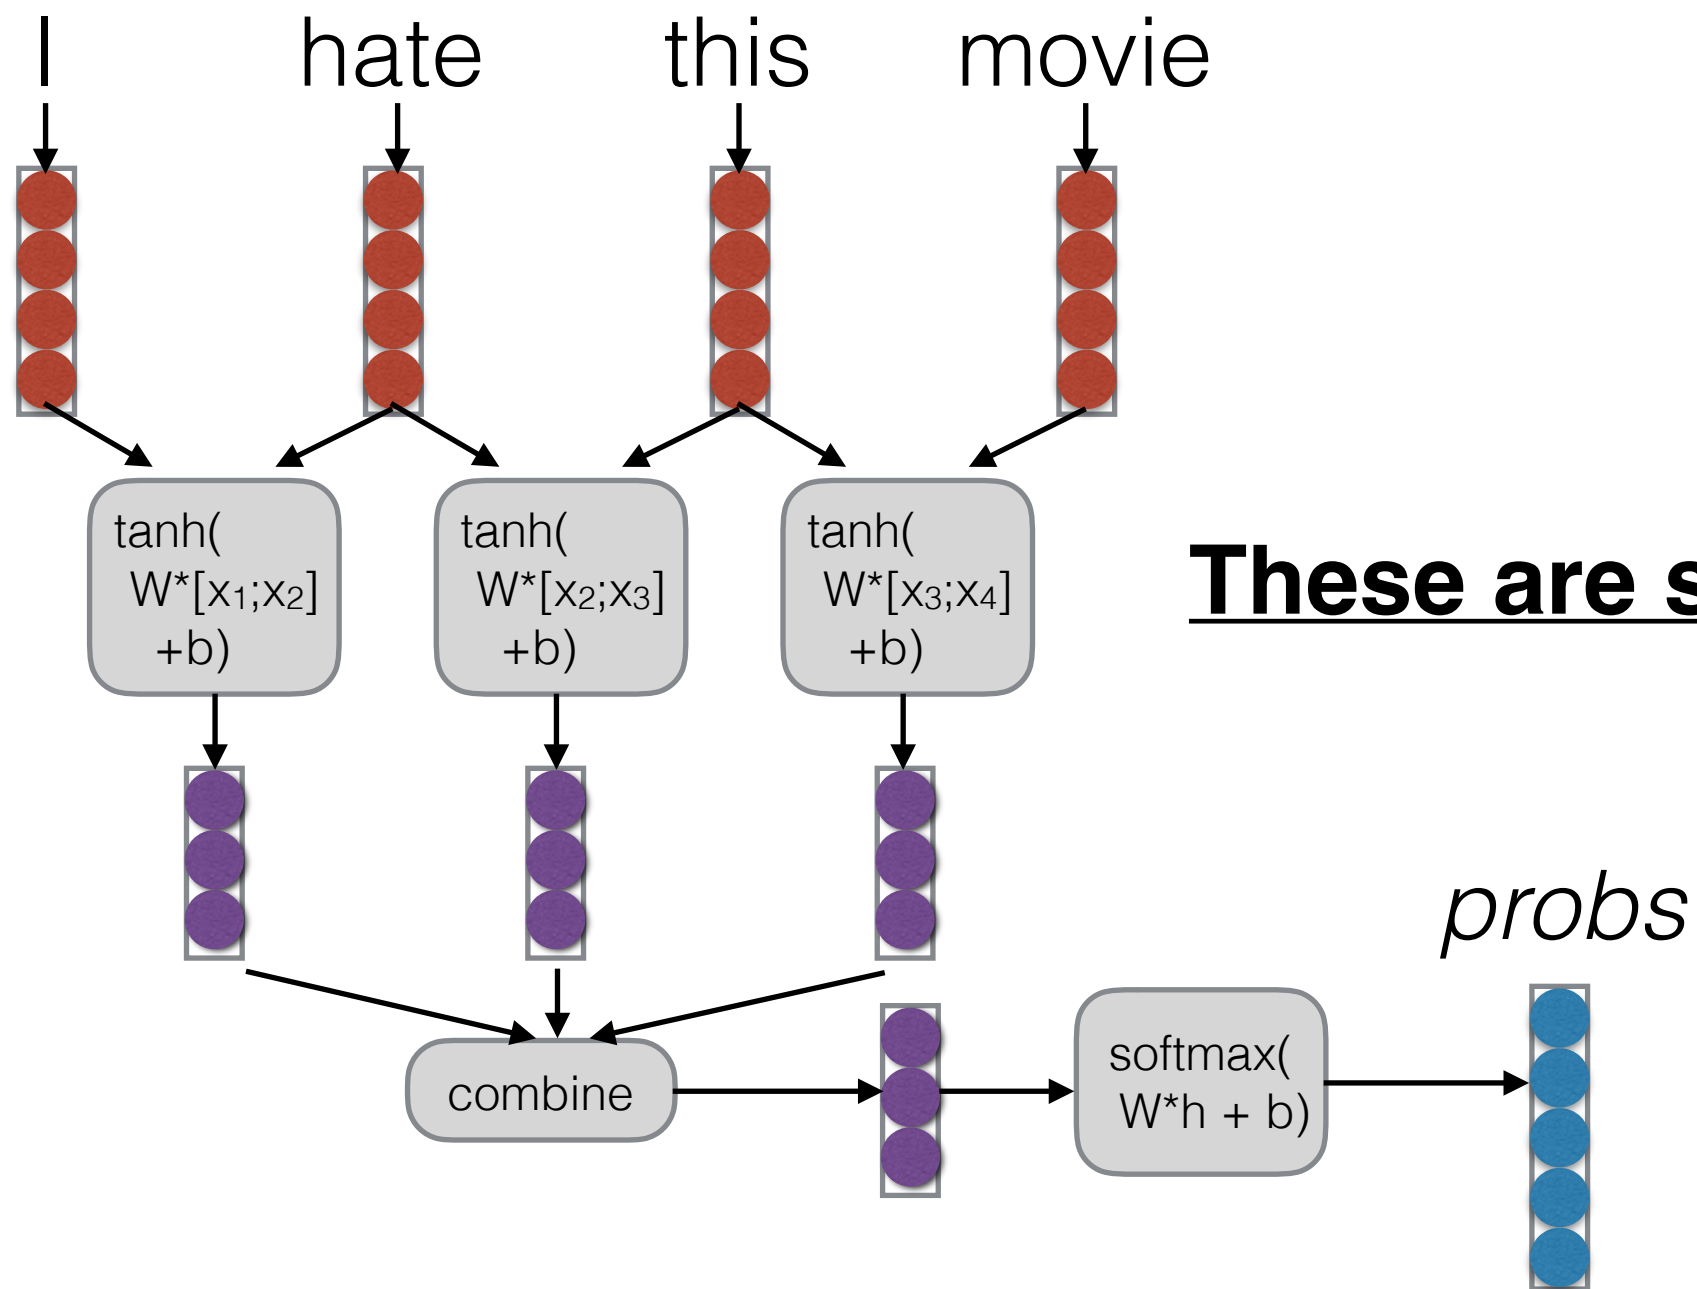 I hate this movie
tanh(
W*[x₁;x₂]
+b)
tanh(
W*[x₂;x₃]
+b)
tanh(
W*[x₃;x₄]
+b)
These are
probs
combine
softmax(
W*h + b)